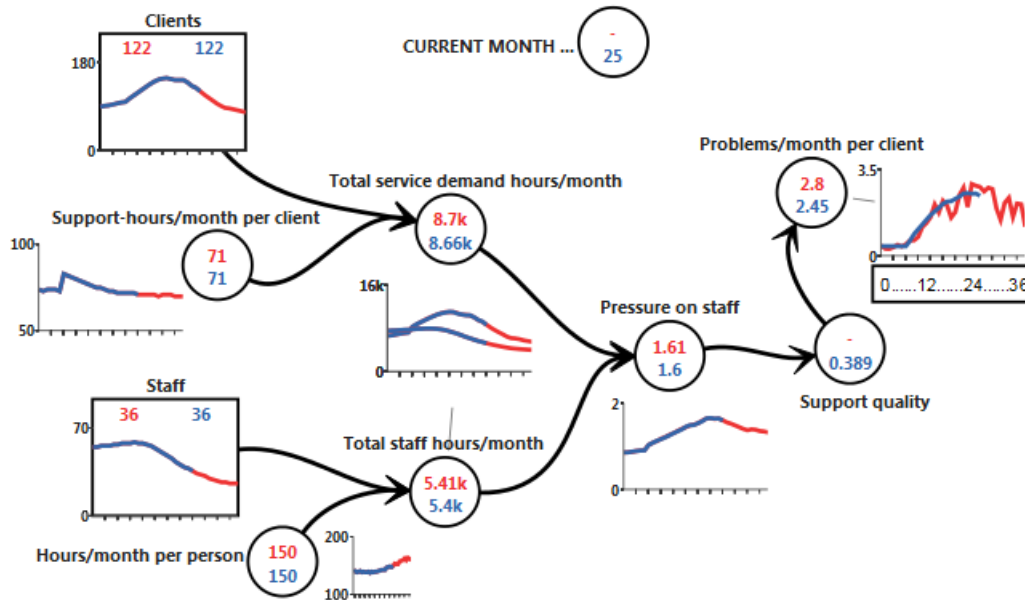 Clients
122 122
180
0
CURRENT MONTH ...
-
25
Problems/month per client
2.8
2.45
3.5
0
0......12......24......36
Total service demand hours/month
8.7k
8.66k
Support-hours/month per client
71
71
100
50
16k
0
Pressure on staff
1.61
1.6
-
0.389
Support quality
2
0
Staff
36 36
70
0
Total staff hours/month
5.41k
5.4k
Hours/month per person
150
150
200
100